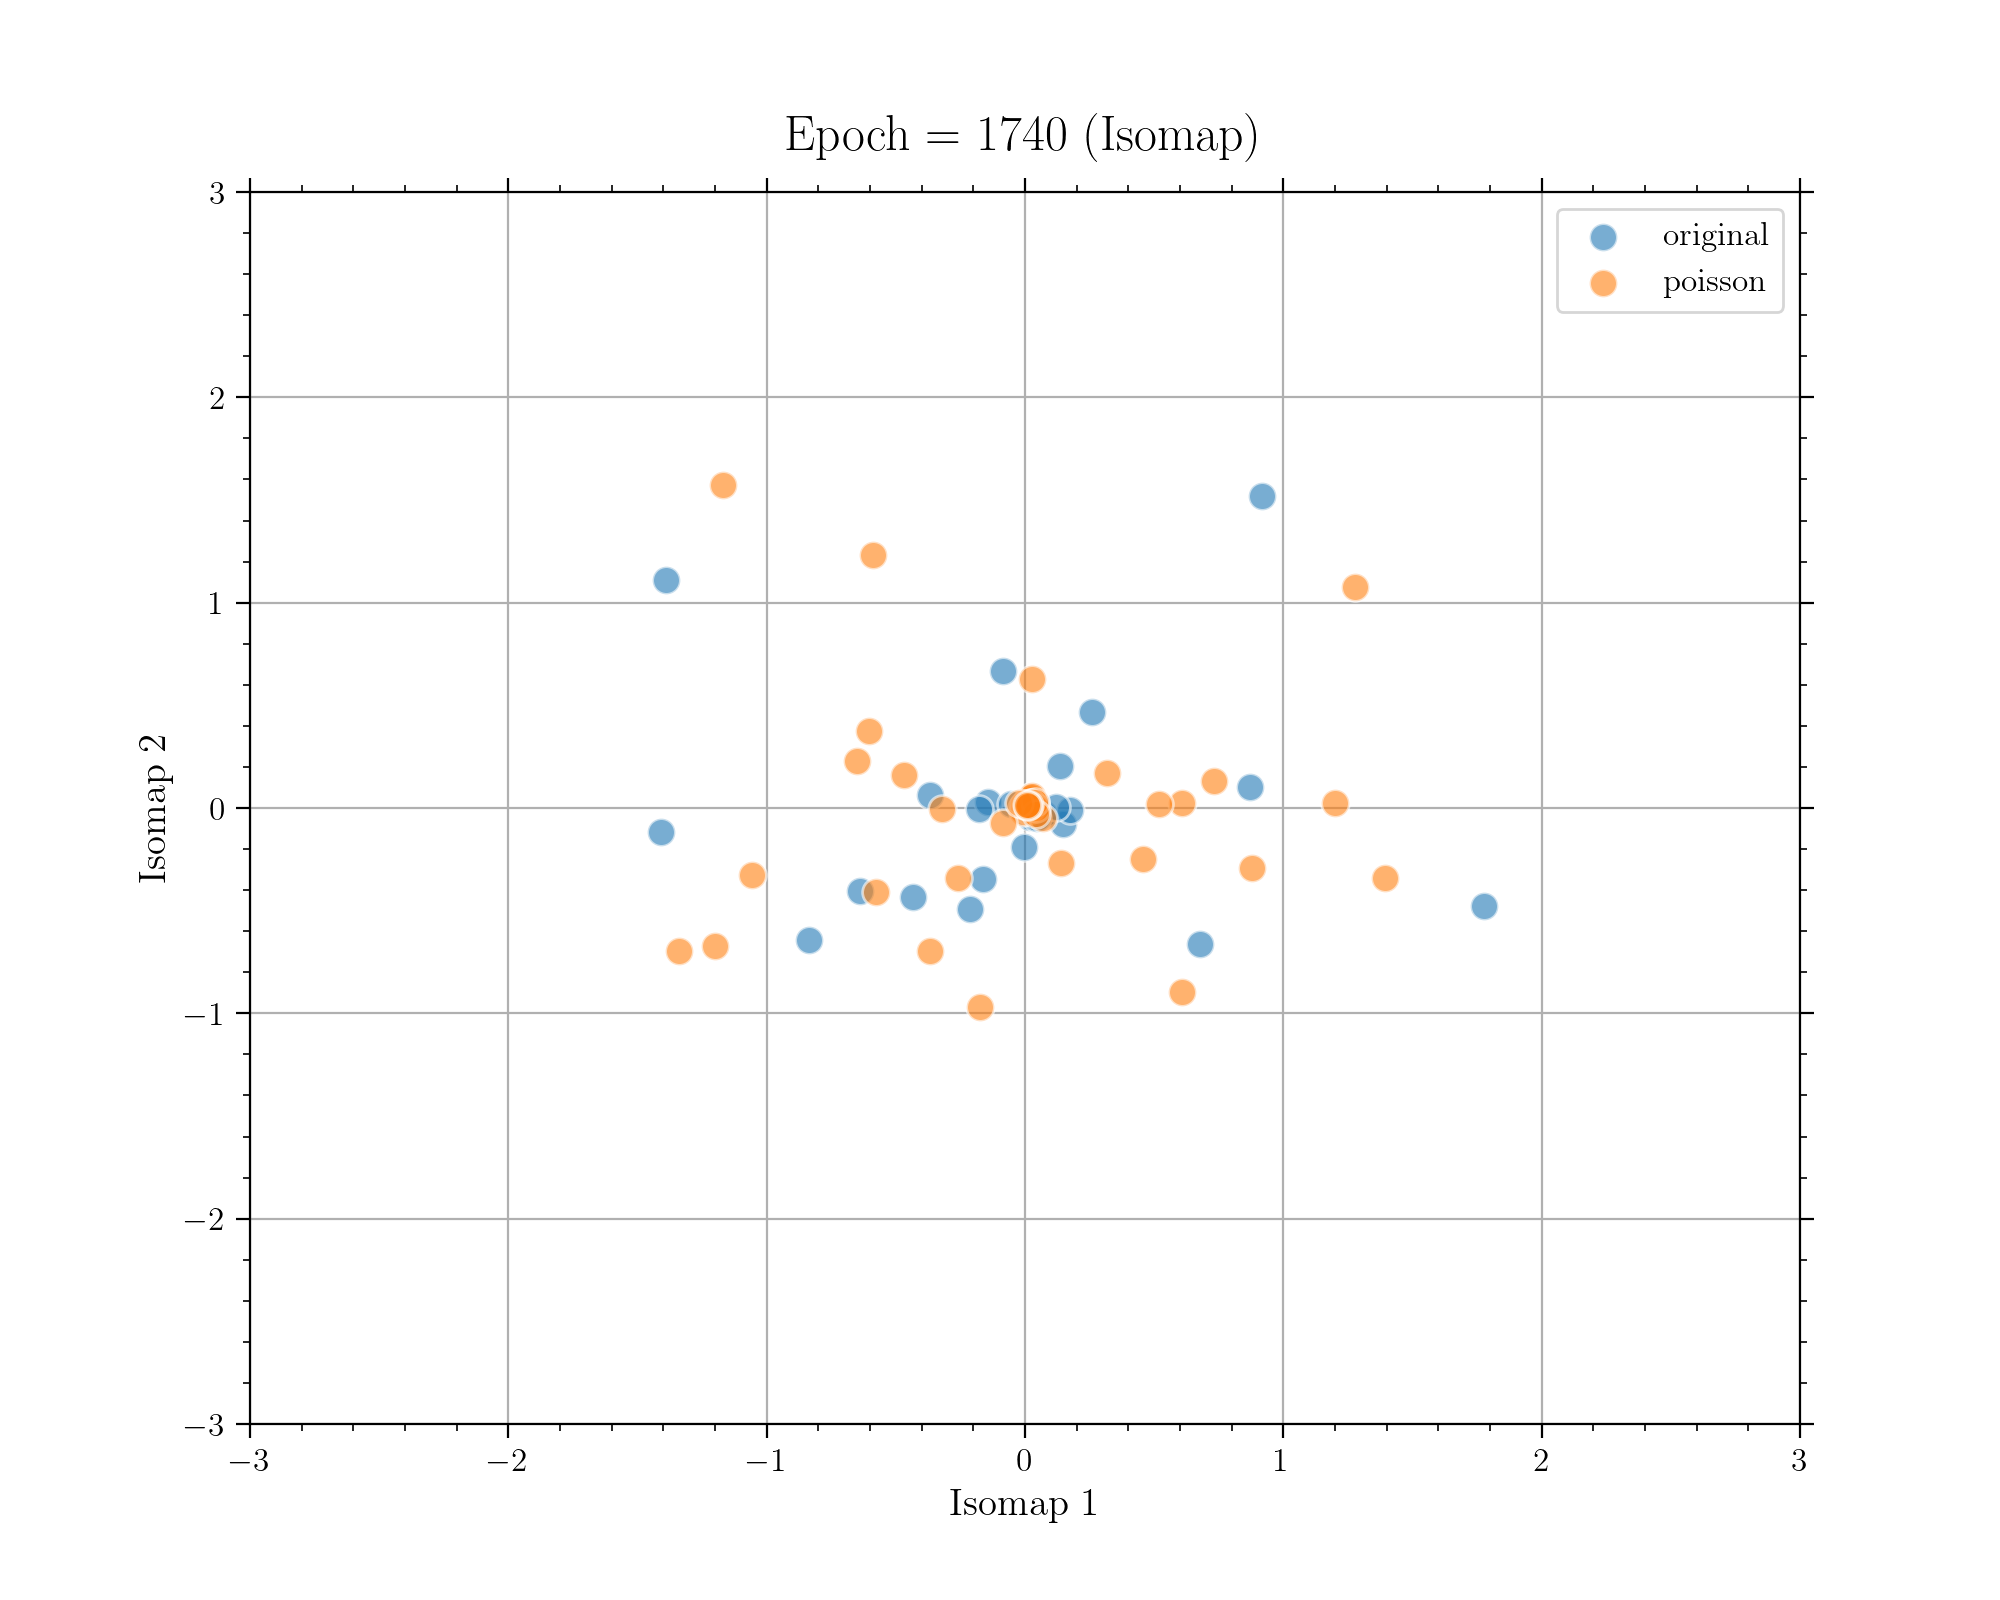 Epoch = 1740 (Isomap)
original
poisson
3
2
1
0
−1
−2
−3
Isomap 2
−3
−2
−1
0
1
2
3
Isomap 1